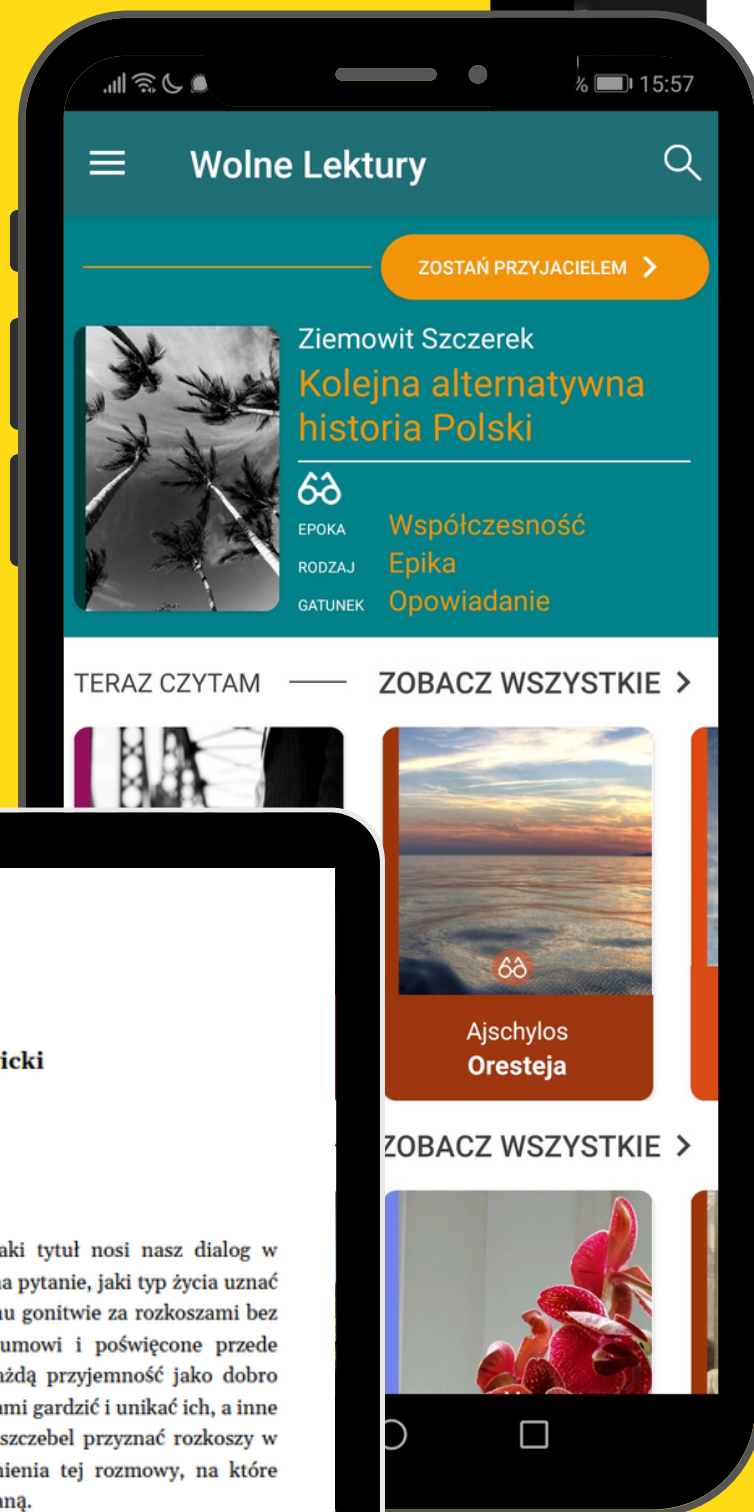 % 15:57
Wolne Lektury
ZOSTAŃ PRZYJACIELEM
Ziemowit Szczerek
Kolejna alternatywna
historia Polski
EPOKA Współczesność
RODZAJ Epika
GATUNEK Opowiadanie
TERAZ CZYTAM ZOBACZ WSZYSTKIE
Ajschylos
Oresteja
ZOBACZ WSZYSTKIE
icki
aki tytuł nosi nasz dialog w
na pytanie, jaki typ życia uznać
nu gonitwie za rozkoszami bez
umowi i poświęcone przede
ażdą przyjemność jako dobro
ami gardzić i unikać ich, a inne
szczebel przyznać rozkoszy w
nienia tej rozmowy, na które
aną.